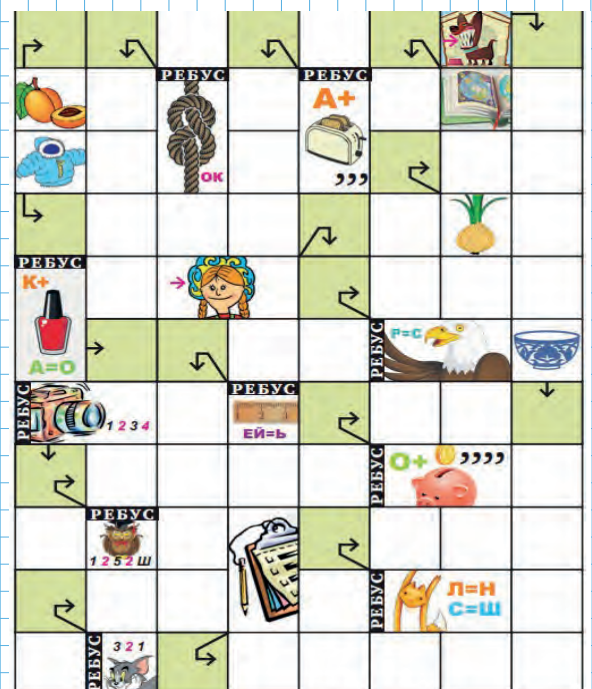 РЕБУС
ОК
РЕБУС
А+
,,,
РЕБУС
К+
А=О
РЕБУС
Р=С
РЕБУС
1 2 3 4
РЕБУС
ЕЙ=Ь
РЕБУС
О+ ,,,,
РЕБУС
1 2 5 2 Ш
РЕБУС
Л=Н
С=Ш
РЕБУС
3 2 1